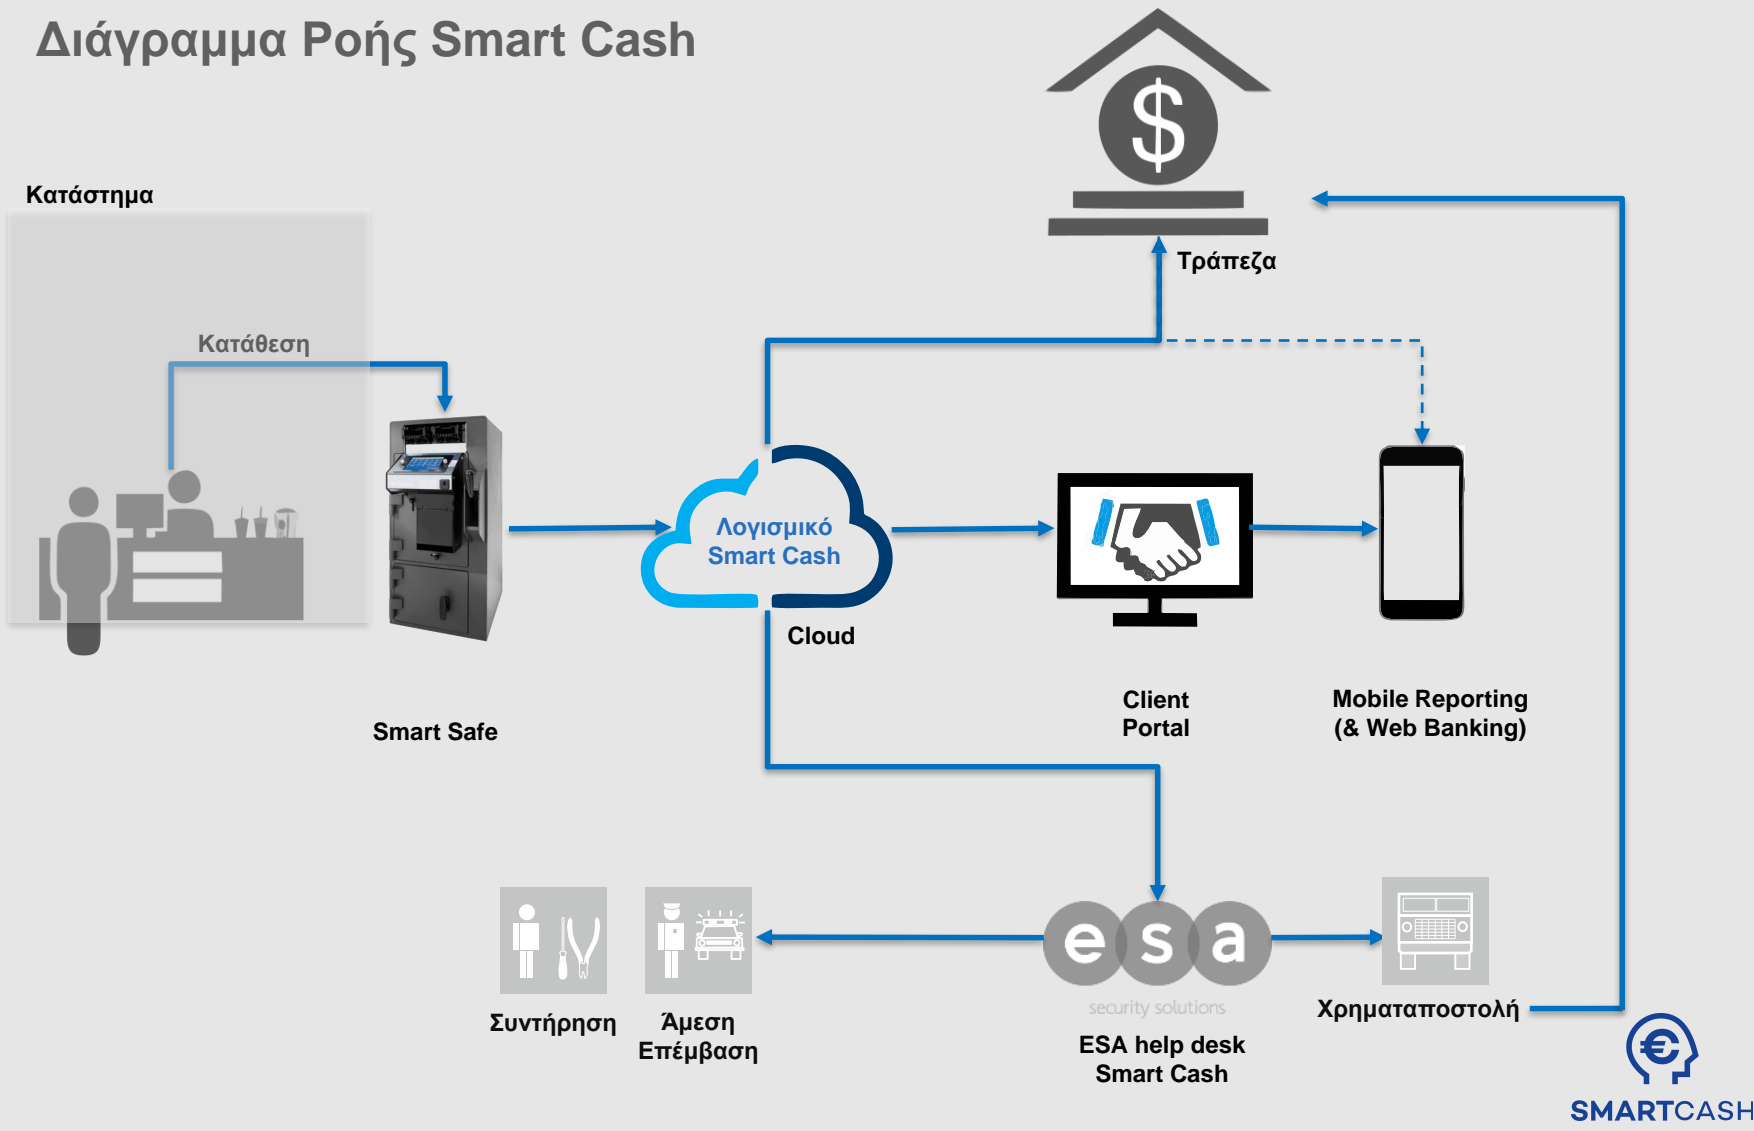 Διάγραμμα Ροής Smart Cash
$
Κατάστημα
Τράπεζα
Κατάθεση
Λογισμικό
Smart Cash
Cloud
Client
Portal
Mobile Reporting
(& Web Banking)
Smart Safe
esa
security solutions
Συντήρηση
Άμεση
Επέμβαση
ESA help desk
Smart Cash
Χρηματαποστολή
€
SMARTCASH